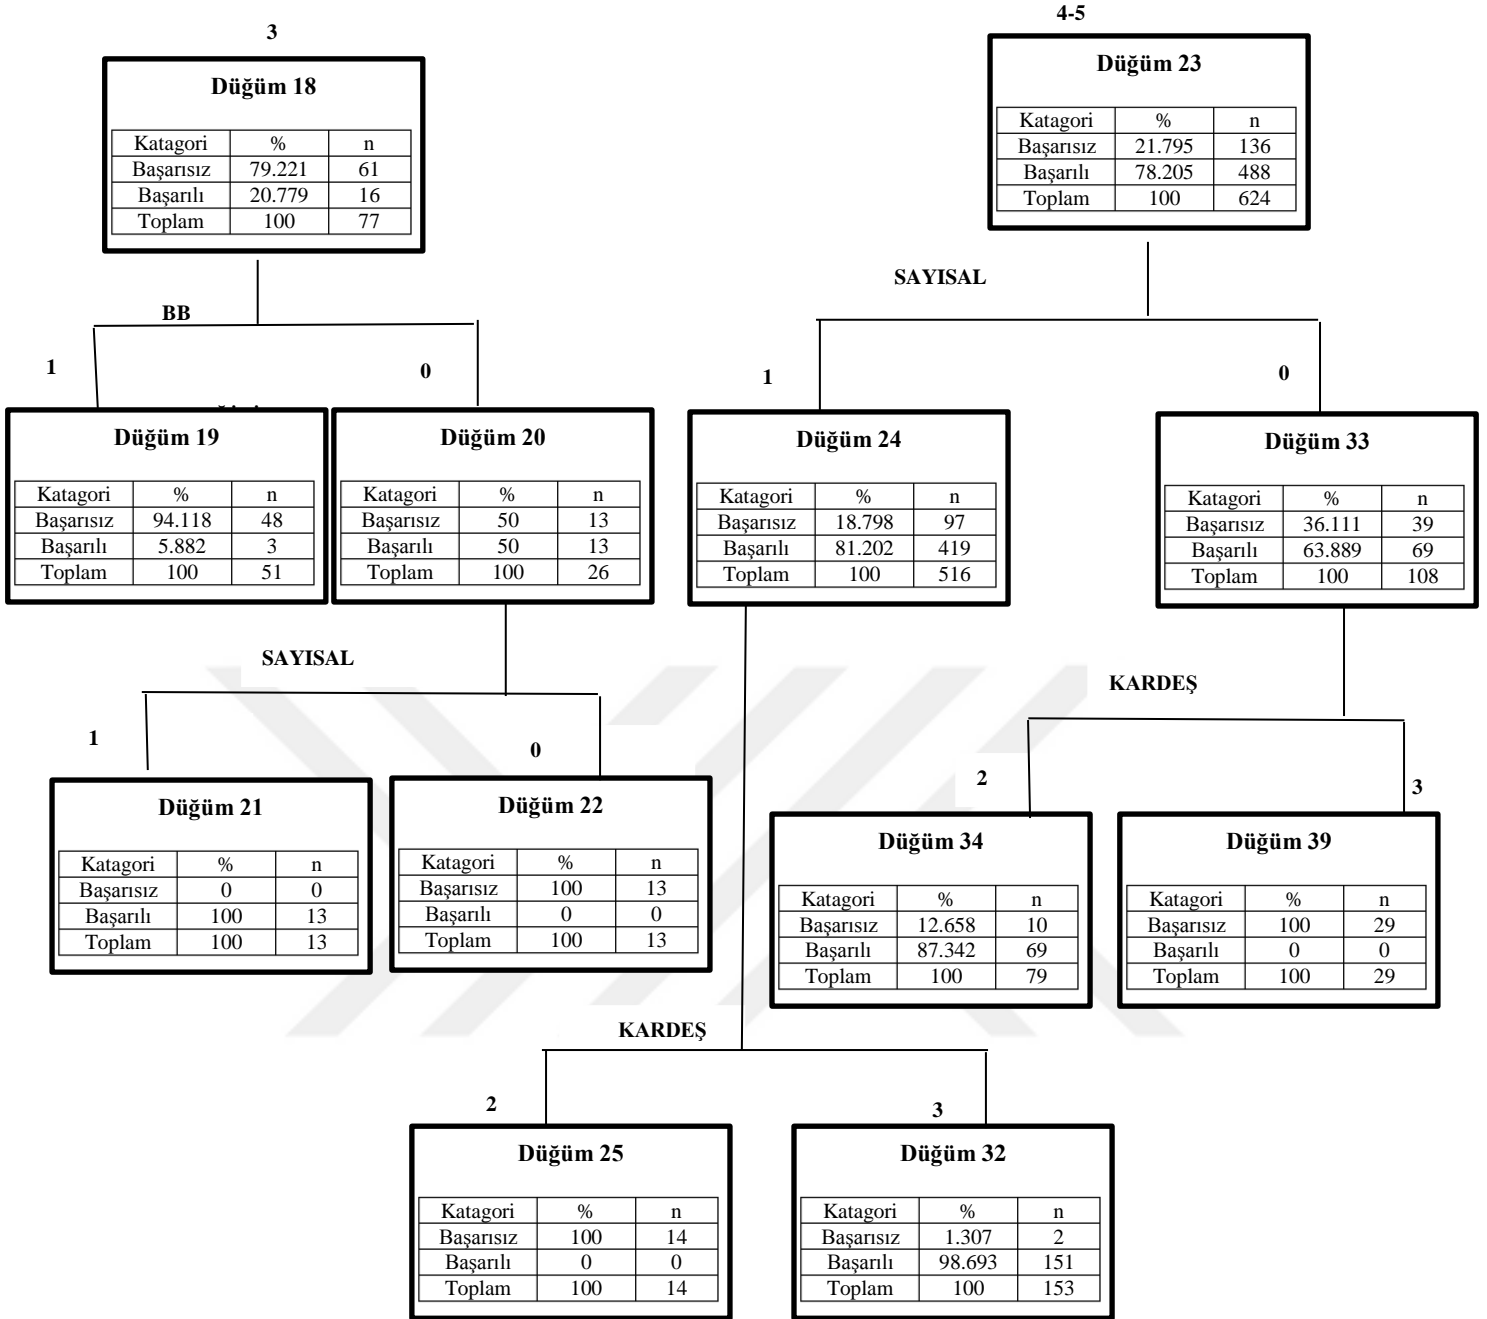 3
4-5
Düğüm 18
Katagori % n
Başarısız 79.221 61
Başarılı 20.779 16
Toplam 100 77
Düğüm 23
Katagori % n
Başarısız 21.795 136
Başarılı 78.205 488
Toplam 100 624
BB
1
0
SAYISAL
1
0
Düğüm 19
Katagori % n
Başarısız 94.118 48
Başarılı 5.882 3
Toplam 100 51
Düğüm 20
Katagori % n
Başarısız 50 13
Başarılı 50 13
Toplam 100 26
Düğüm 24
Katagori % n
Başarısız 18.798 97
Başarılı 81.202 419
Toplam 100 516
Düğüm 33
Katagori % n
Başarısız 36.111 39
Başarılı 63.889 69
Toplam 100 108
SAYISAL
1
0
KARDEŞ
2
3
Düğüm 21
Katagori % n
Başarısız 0 0
Başarılı 100 13
Toplam 100 13
Düğüm 22
Katagori % n
Başarısız 100 13
Başarılı 0 0
Toplam 100 13
Düğüm 34
Katagori % n
Başarısız 12.658 10
Başarılı 87.342 69
Toplam 100 79
Düğüm 39
Katagori % n
Başarısız 100 29
Başarılı 0 0
Toplam 100 29
KARDEŞ
2
3
Düğüm 25
Katagori % n
Başarısız 100 14
Başarılı 0 0
Toplam 100 14
Düğüm 32
Katagori % n
Başarısız 1.307 2
Başarılı 98.693 151
Toplam 100 153